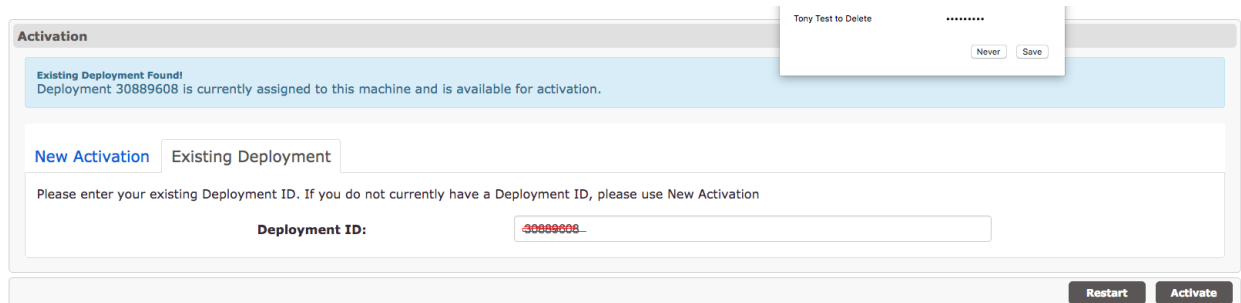 Tony Test to Delete •••••••••
Never Save
Activation
Existing Deployment Found!
Deployment 30889608 is currently assigned to this machine and is available for activation.
New Activation Existing Deployment
Please enter your existing Deployment ID. If you do not currently have a Deployment ID, please use New Activation
Deployment ID: 30889608
Restart Activate